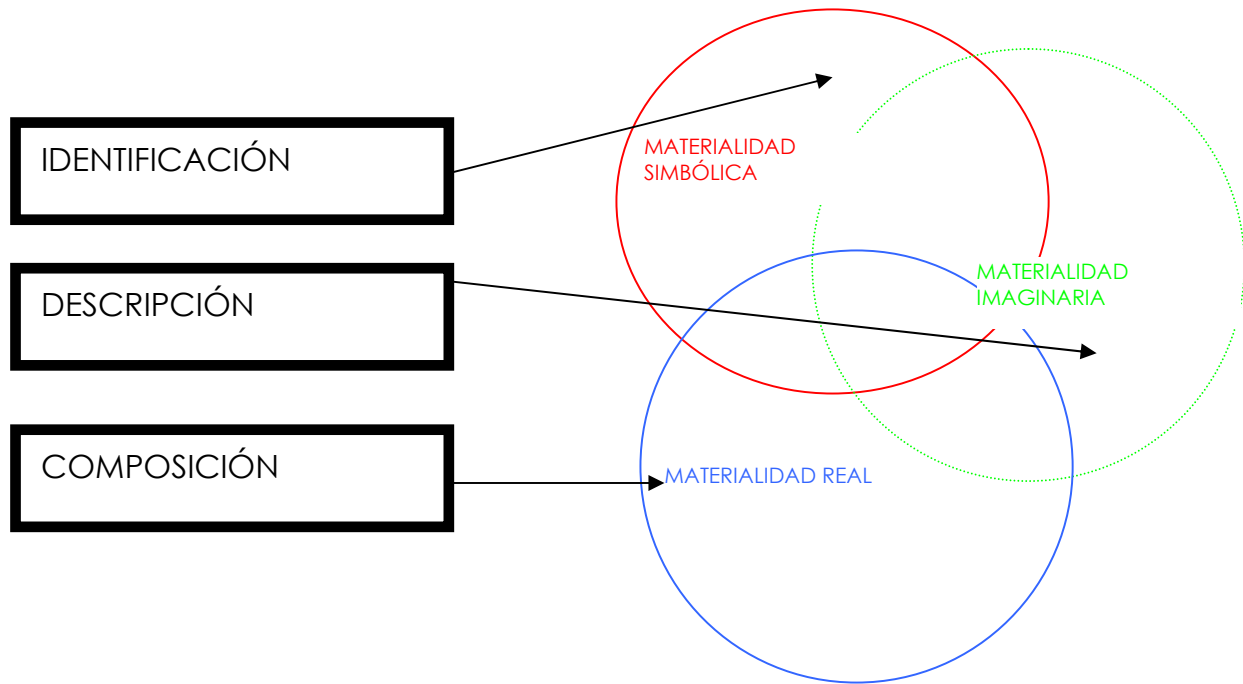 IDENTIFICACIÓN
MATERIALIDAD
SIMBÓLICA
DESCRIPCIÓN
MATERIALIDAD
IMAGINARIA
COMPOSICIÓN
MATERIALIDAD REAL